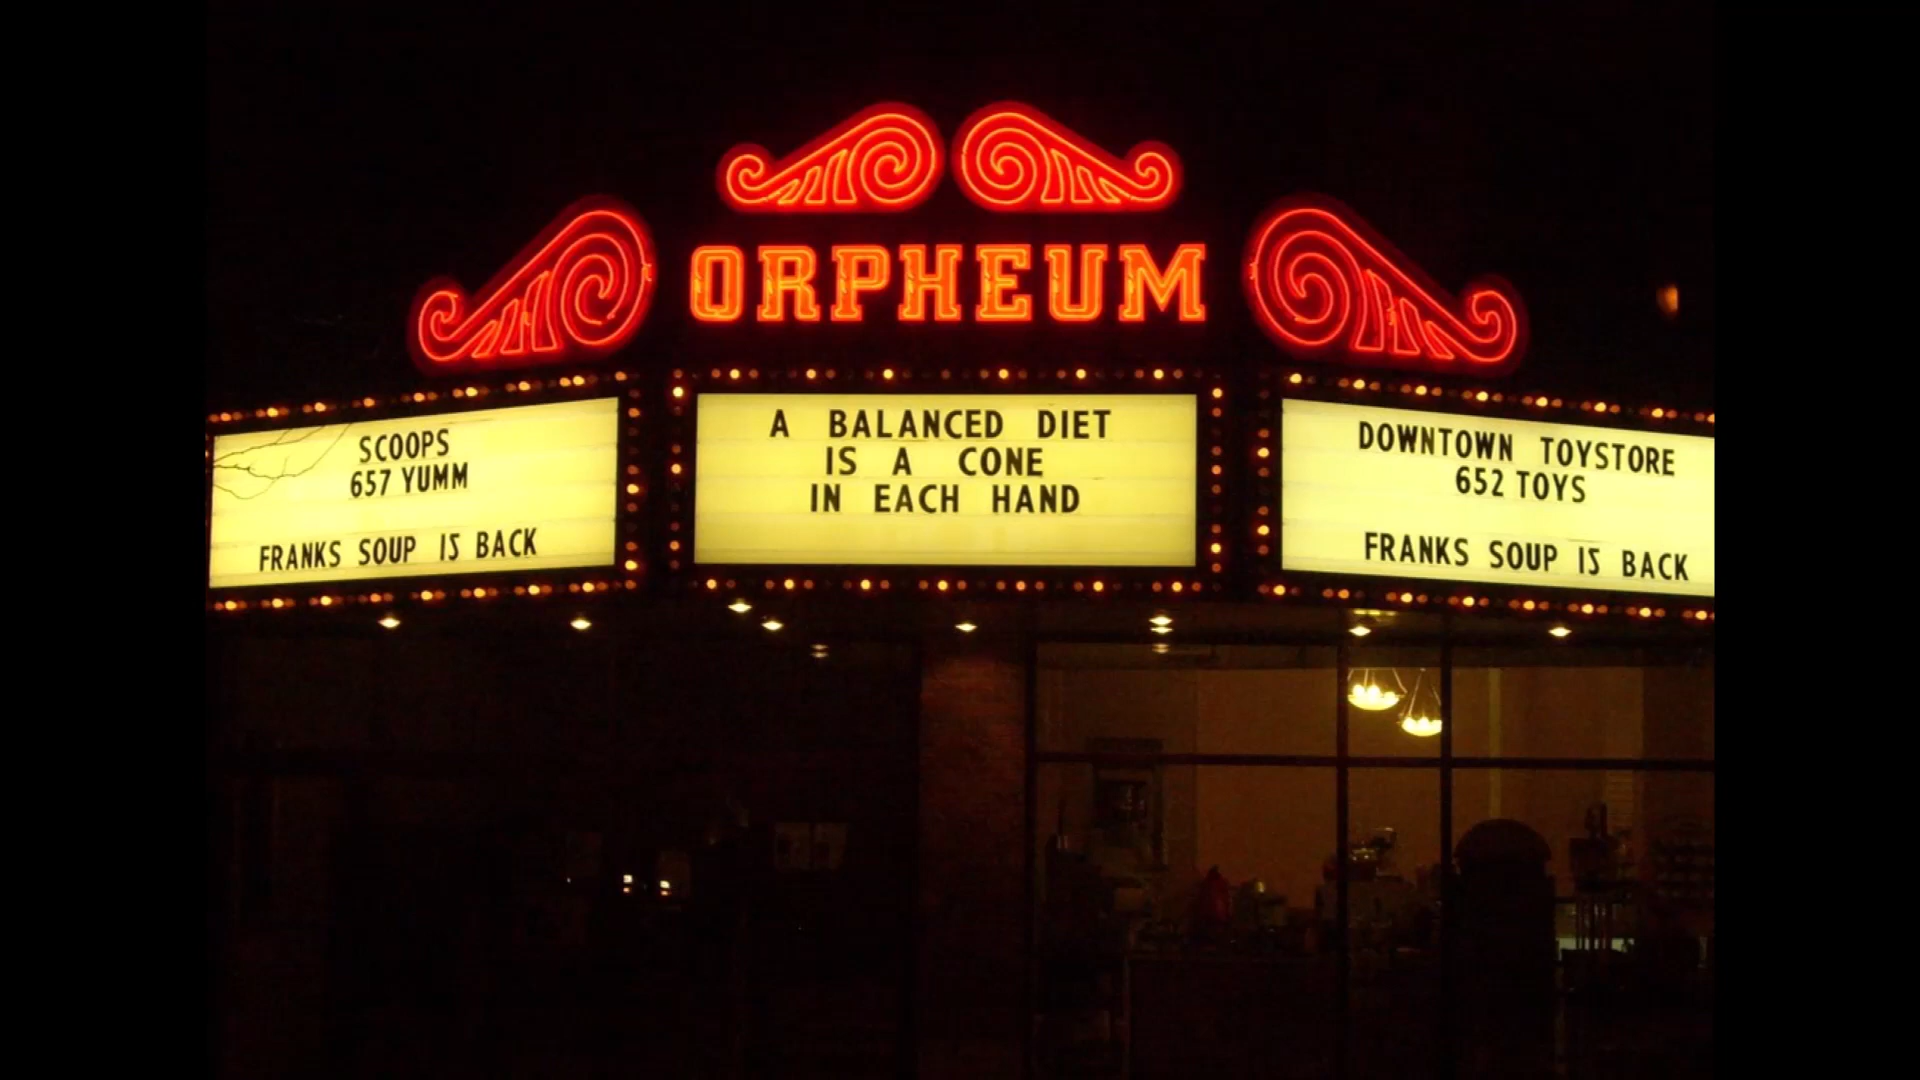 ORPHEUM
SCOOPS
657 YUMM
FRANKS SOUP IS BACK
A BALANCED DIET
IS A CONE
IN EACH HAND
DOWNTOWN TOYSTORE
652 TOYS
FRANKS SOUP IS BACK